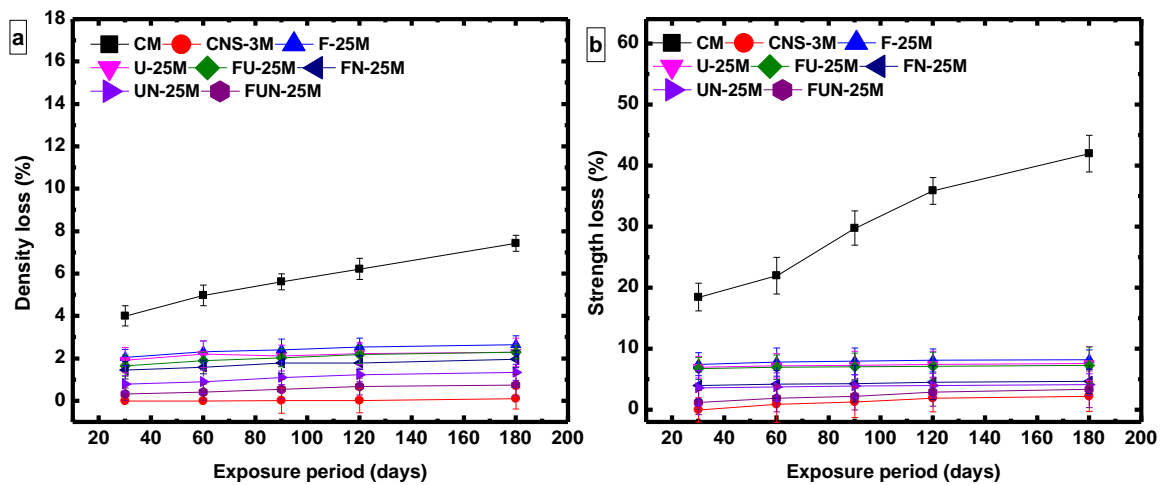 a
18
16
14
12
10
8
6
4
2
0
Density loss (%)
CM CNS-3M F-25M
U-25M FU-25M FN-25M
UN-25M FUN-25M
20 40 60 80 100 120 140 160 180 200
Exposure period (days)
b
60
50
40
30
20
10
0
Strength loss (%)
CM CNS-3M F-25M
U-25M FU-25M FN-25M
UN-25M FUN-25M
20 40 60 80 100 120 140 160 180 200
Exposure period (days)